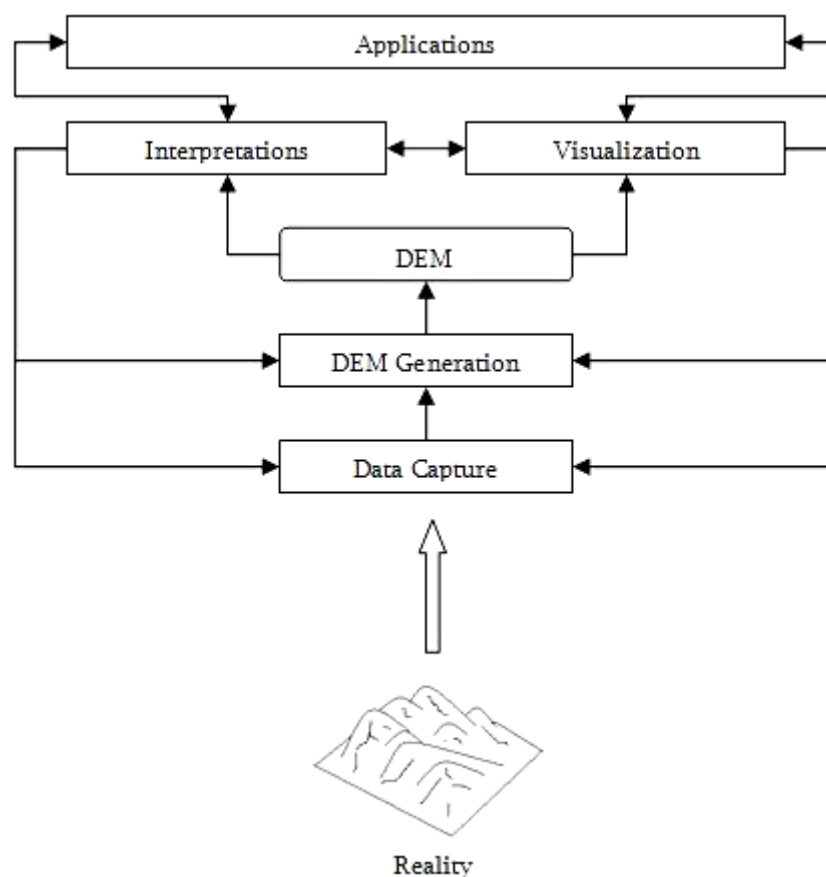 Applications
Interpretations
Visualization
DEM
DEM Generation
Data Capture
Reality